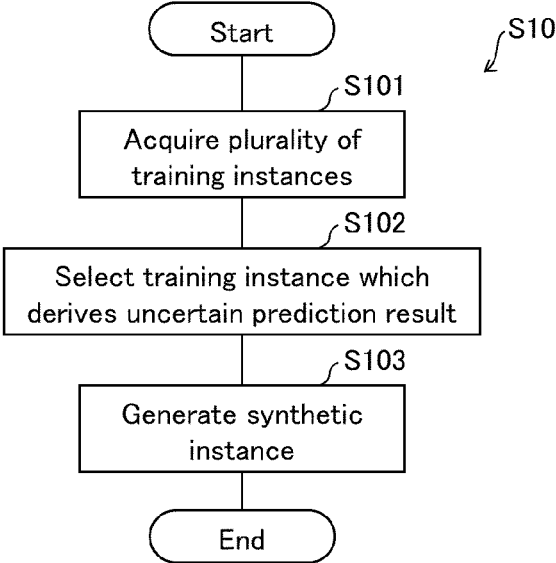 Start
S10
S101
Acquire plurality of
training instances
S102
Select training instance which
derives uncertain prediction result
S103
Generate synthetic
instance
End